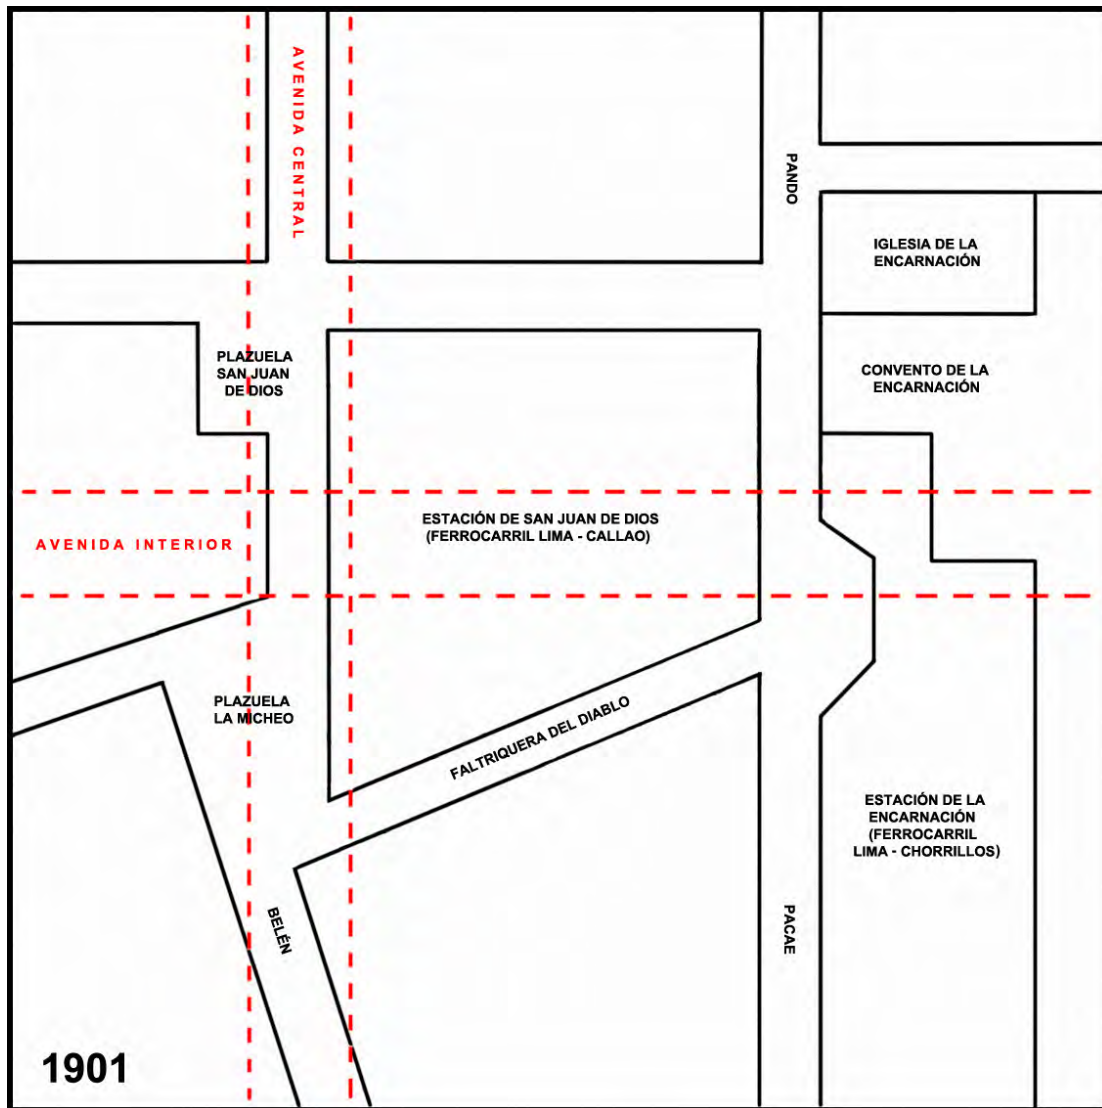 AVENIDA CENTRAL
PANDO
IGLESIA DE LA
ENCARNACIÓN
PLAZUELA
SAN JUAN
DE DIOS
CONVENTO DE LA
ENCARNACIÓN
ESTACIÓN DE SAN JUAN DE DIOS
(FERROCARRIL LIMA - CALLAO)
AVENIDA INTERIOR
PLAZUELA
LA MICHEO
FALTRIQUERA DEL DIABLO
ESTACIÓN DE LA
ENCARNACIÓN
(FERROCARRIL
LIMA - CHORRILLOS)
BELÉN
PACAE
1901